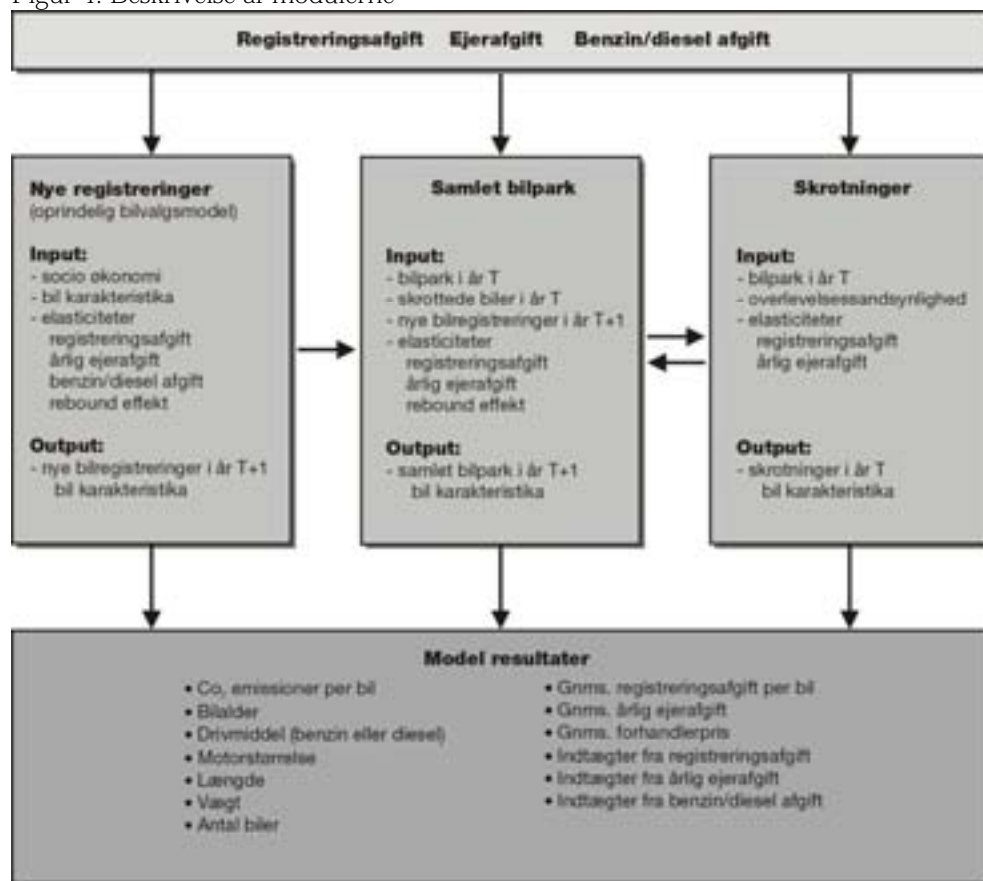 Figur 4. Beskrivelse af modulerne
Registreringsafgift Ejerafgift Benzin/diesel afgift
Nye registreringer
(oprindelig bilvalgsmodel)
Input:
- socio økonomi
- bil karakteristika
- elasticiteter
registreringsafgift
årlig ejerafgift
benzin/diesel afgift
rebound effekt
Output:
- nye bilregistreringer i år T+1
bil karakteristika
Samlet bilpark
Input:
- bilpark i år T
- skrottede biler i år T
- nye bilregistreringer i år T+1
- elasticiteter
registreringsafgift
årlig ejerafgift
rebound effekt
Output:
- samlet bilpark i år T+1
bil karakteristika
Skrotninger
Input:
- bilpark i år T
- overlevelsessandsynlighed
- elasticiteter
registreringsafgift
årlig ejerafgift
Output:
- skrotninger i år T
bil karakteristika
Model resultater
• Co, emissioner per bil
• Bilalder
• Drivmiddel (benzin eller diesel)
• Motorstørrelse
• Længde
• Vægt
• Antal biler
• Gnms. registreringsafgift per bil
• Gnms. årlig ejerafgift
• Gnms. forhandlerpris
• Indtægter fra registreringsafgift
• Indtægter fra årlig ejerafgift
• Indtægter fra benzin/diesel afgift